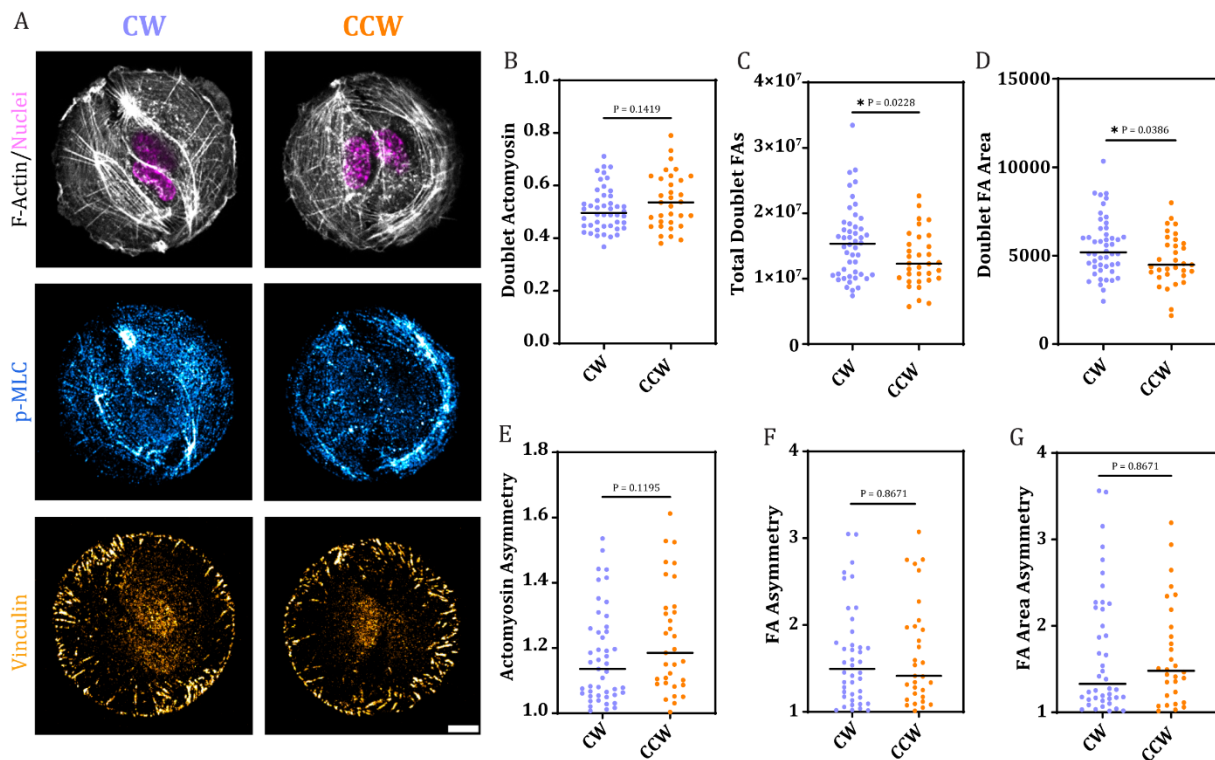 A
CW
CCW
F-Actin/Nuclei
p-MLC
Vinculin
B
Doublet Actomyosin
1.0
0.8
0.6
0.4
0.2
0.0
P = 0.1419
CW
CCW
C
Total Doublet FAs
4×10⁷
3×10⁷
2×10⁷
1×10⁷
0
* P = 0.0228
CW
CCW
D
Doublet FA Area
15000
10000
5000
0
* P = 0.0386
CW
CCW
E
Actomyosin Asymmetry
1.8
1.6
1.4
1.2
1.0
P = 0.1195
CW
CCW
F
FA Asymmetry
4
3
2
1
P = 0.8671
CW
CCW
G
FA Area Asymmetry
4
3
2
1
P = 0.8671
CW
CCW